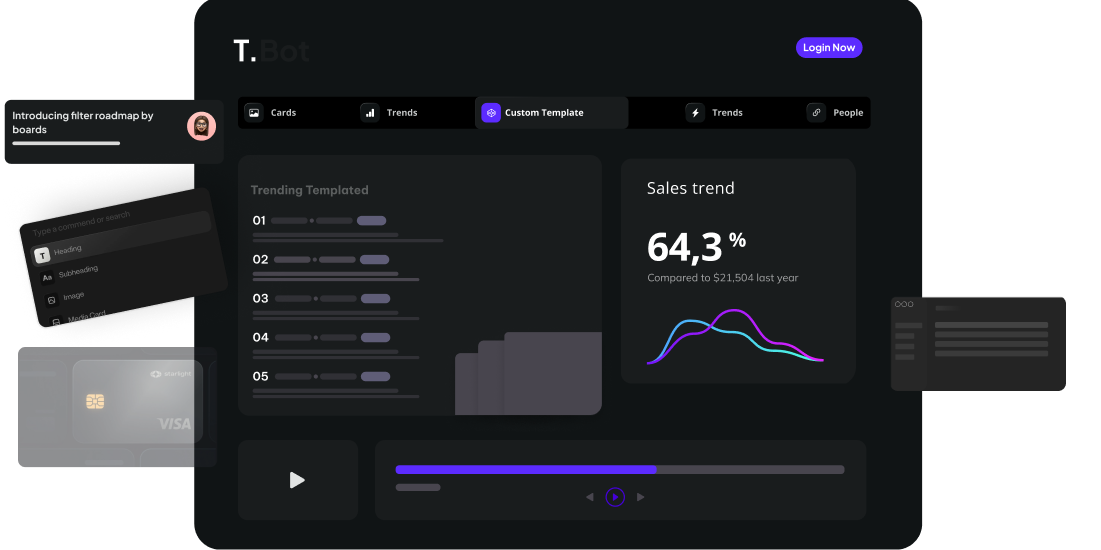 T.Bot
Login Now
Introducing filter roadmap by
boards
Cards
Trends
Custom Template
Trends
People
Type a commend or search
T Heading
Aa Subheading
Image
Media Card
starlight
VISA
Trending Templated
01
02
03
04
05
Sales trend
64,3 %
Compared to $21,504 last year